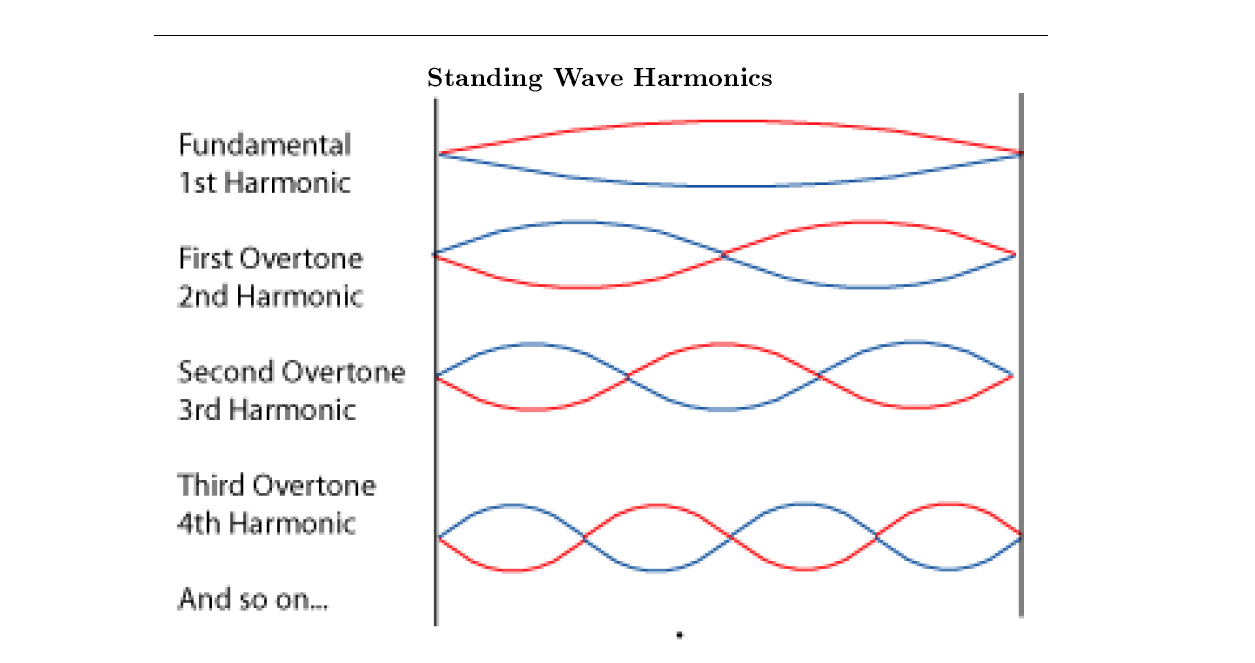 Standing Wave Harmonics
Fundamental
1st Harmonic
First Overtone
2nd Harmonic
Second Overtone
3rd Harmonic
Third Overtone
4th Harmonic
And so on...